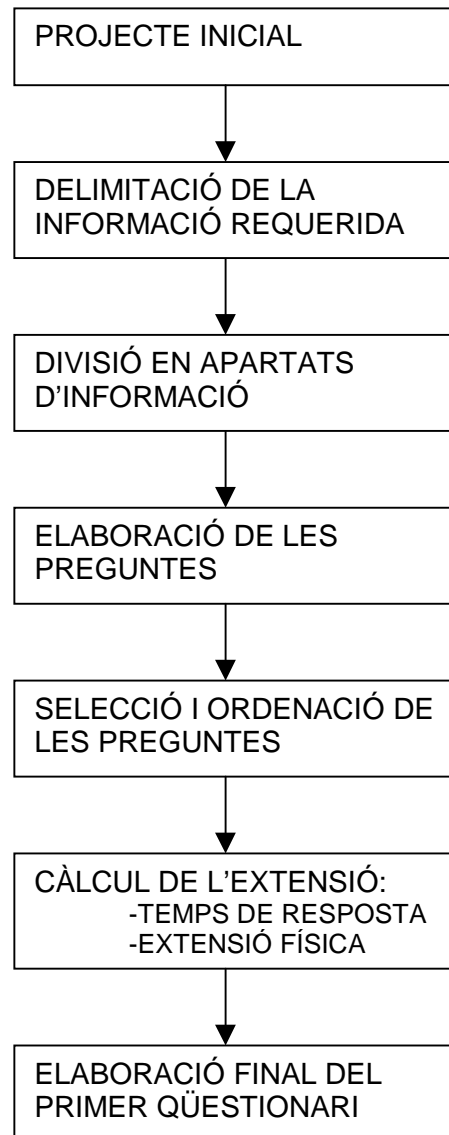 PROJECTE INICIAL
DELIMITACIÓ DE LA
INFORMACIÓ REQUERIDA
DIVISIÓ EN APARTATS
D'INFORMACIÓ
ELABORACIÓ DE LES
PREGUNTES
SELECCIÓ I ORDENACIÓ DE
LES PREGUNTES
CÀLCUL DE L'EXTENSIÓ:
-TEMPS DE RESPOSTA
-EXTENSIÓ FÍSICA
ELABORACIÓ FINAL DEL
PRIMER QÜESTIONARI